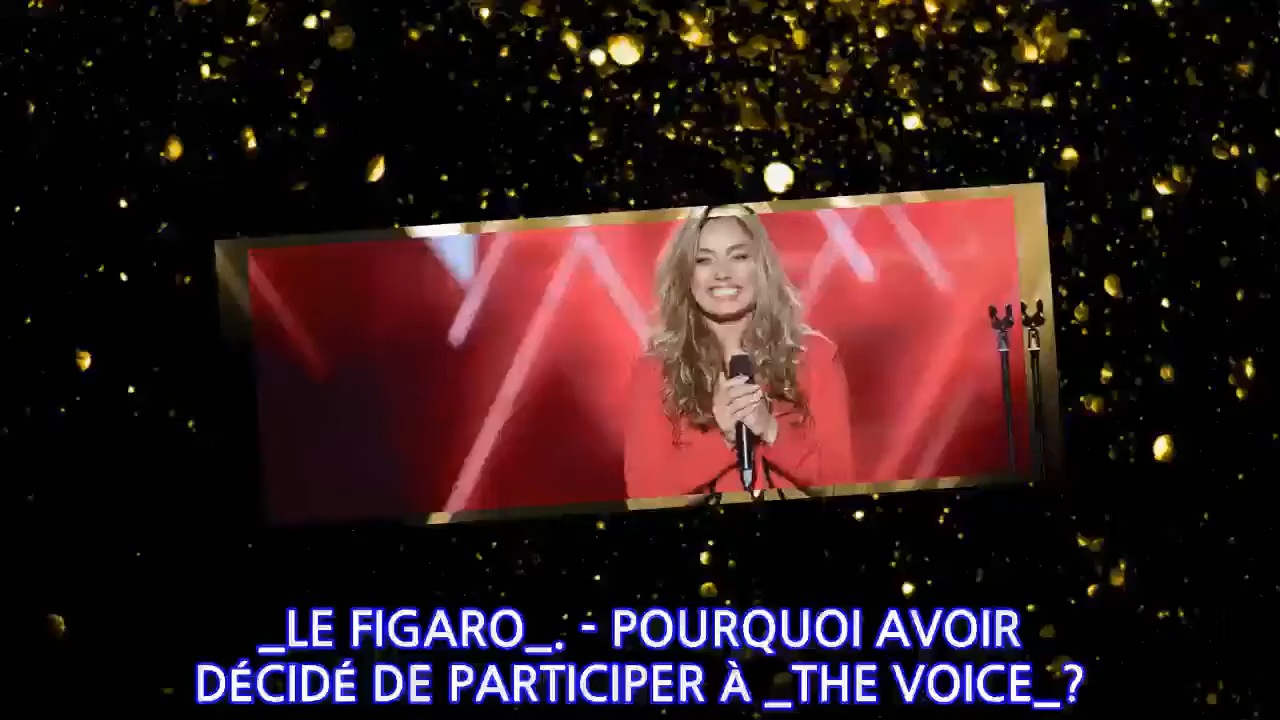 _LE FIGARO_. - POURQUOI AVOIR
DÉCIDÉ DE PARTICIPER À _THE VOICE_?